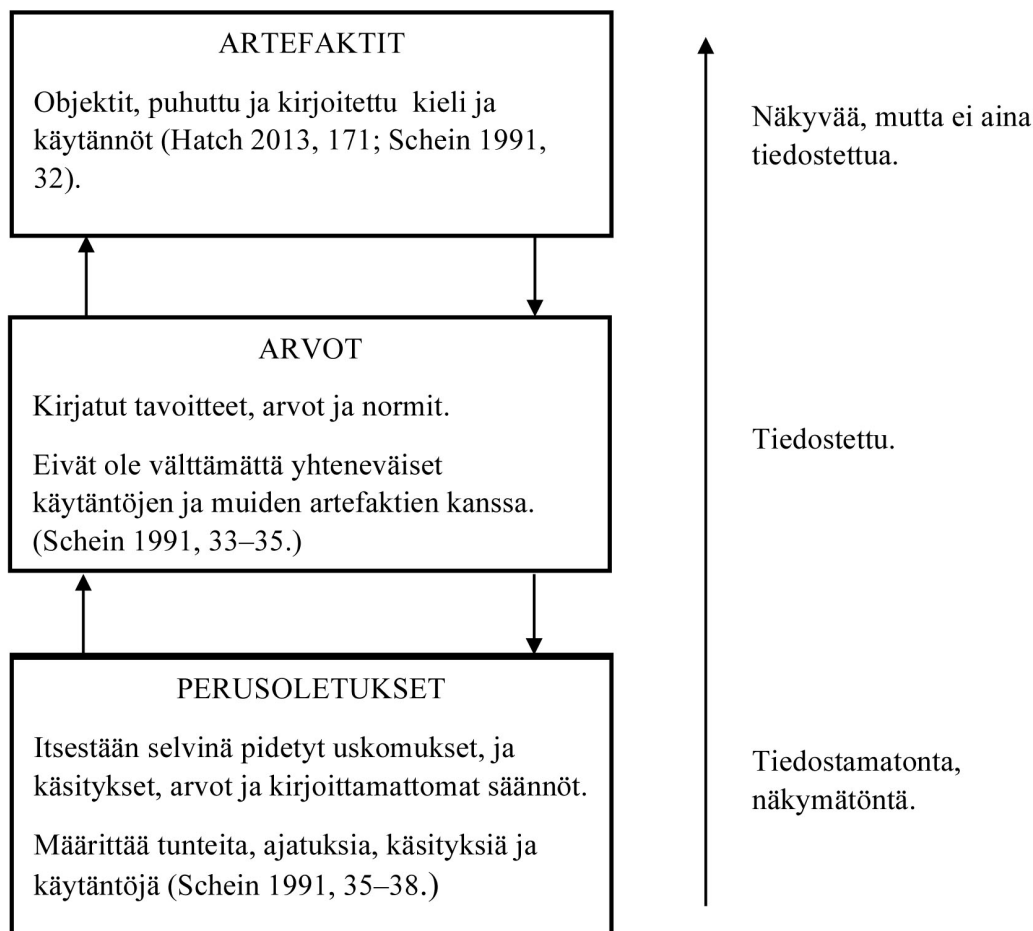 ARTEFAKTIT
Objektit, puhuttu ja kirjoitettu kieli ja
käytännöt (Hatch 2013, 171; Schein 1991,
32).
Näkyvää, mutta ei aina
tiedostettua.
ARVOT
Kirjatut tavoitteet, arvot ja normit.
Eivät ole välttämättä yhteneväiset
käytäntöjen ja muiden artefaktien kanssa.
(Schein 1991, 33–35.)
Tiedostettu.
PERUSOLETUKSET
Itsestään selvinä pidetyt uskomukset, ja
käsitykset, arvot ja kirjoittamattomat säännöt.
Määrittää tunteita, ajatuksia, käsityksiä ja
käytäntöjä (Schein 1991, 35–38.)
Tiedostamatonta,
näkymätöntä.